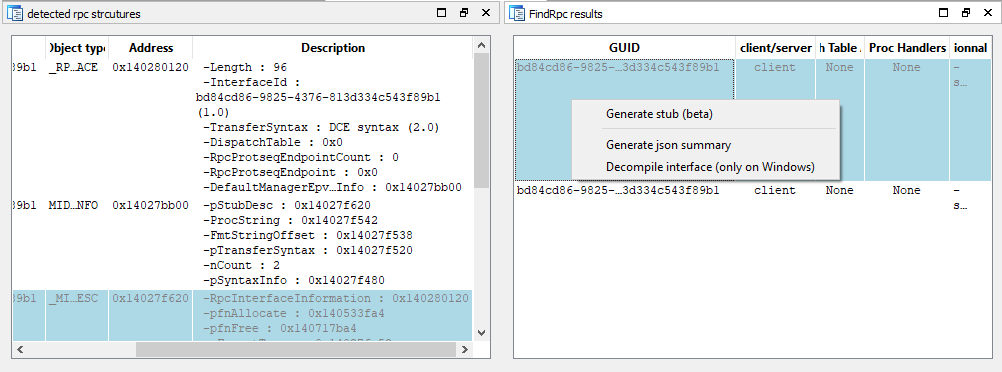 detected rpc strcutures
Object type Address Description
39b1 _RP…ACE 0x140280120 -Length : 96
-InterfaceId :
bd84cd86-9825-4376-813d334c543f89b1
(1.0)
-TransferSyntax : DCE syntax (2.0)
-DispatchTable : 0x0
-RpcProtseqEndpointCount : 0
-RpcProtseqEndpoint : 0x0
-DefaultManagerEpv…Info : 0x14027bb00
39b1 MID…NFO 0x14027bb00 -pStubDesc : 0x14027f620
-ProcString : 0x14027f542
-FmtStringOffset : 0x14027f538
-pTransferSyntax : 0x14027f520
-nCount : 2
-pSyntaxInfo : 0x14027f480
39b1 _MI…ESC 0x14027f620 -RpcInterfaceInformation : 0x140280120
-pfnAllocate : 0x140533fa4
-pfnFree : 0x140717ba4
FindRpc results
GUID client/server h Table Proc Handlers ionnal
bd84cd86-9825-…3d334c543f89b1 client None None -
s…
Generate stub (beta)
Generate json summary
Decompile interface (only on Windows)
bd84cd86-9825-…3d334c543f89b1 client None None -
s…